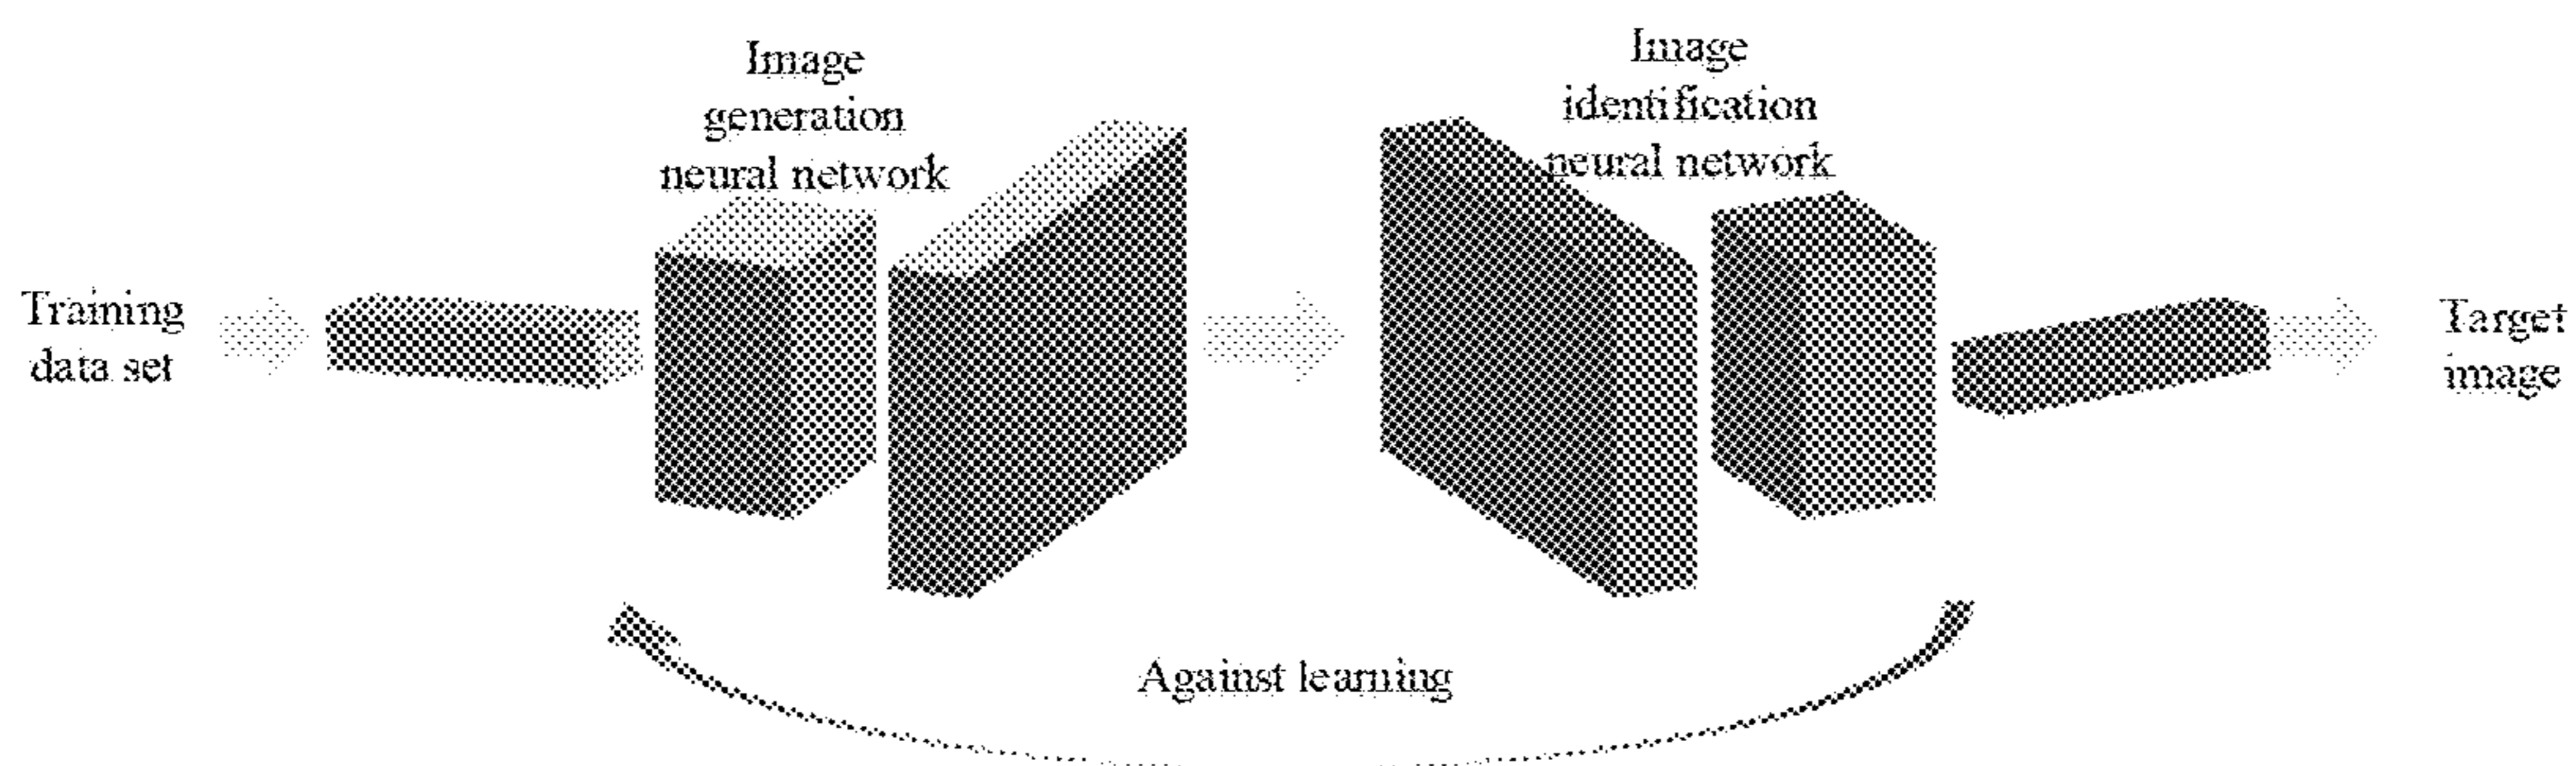 Training
data set
Image
generation
neural network
Image
identification
neural network
Target
image
Against learning